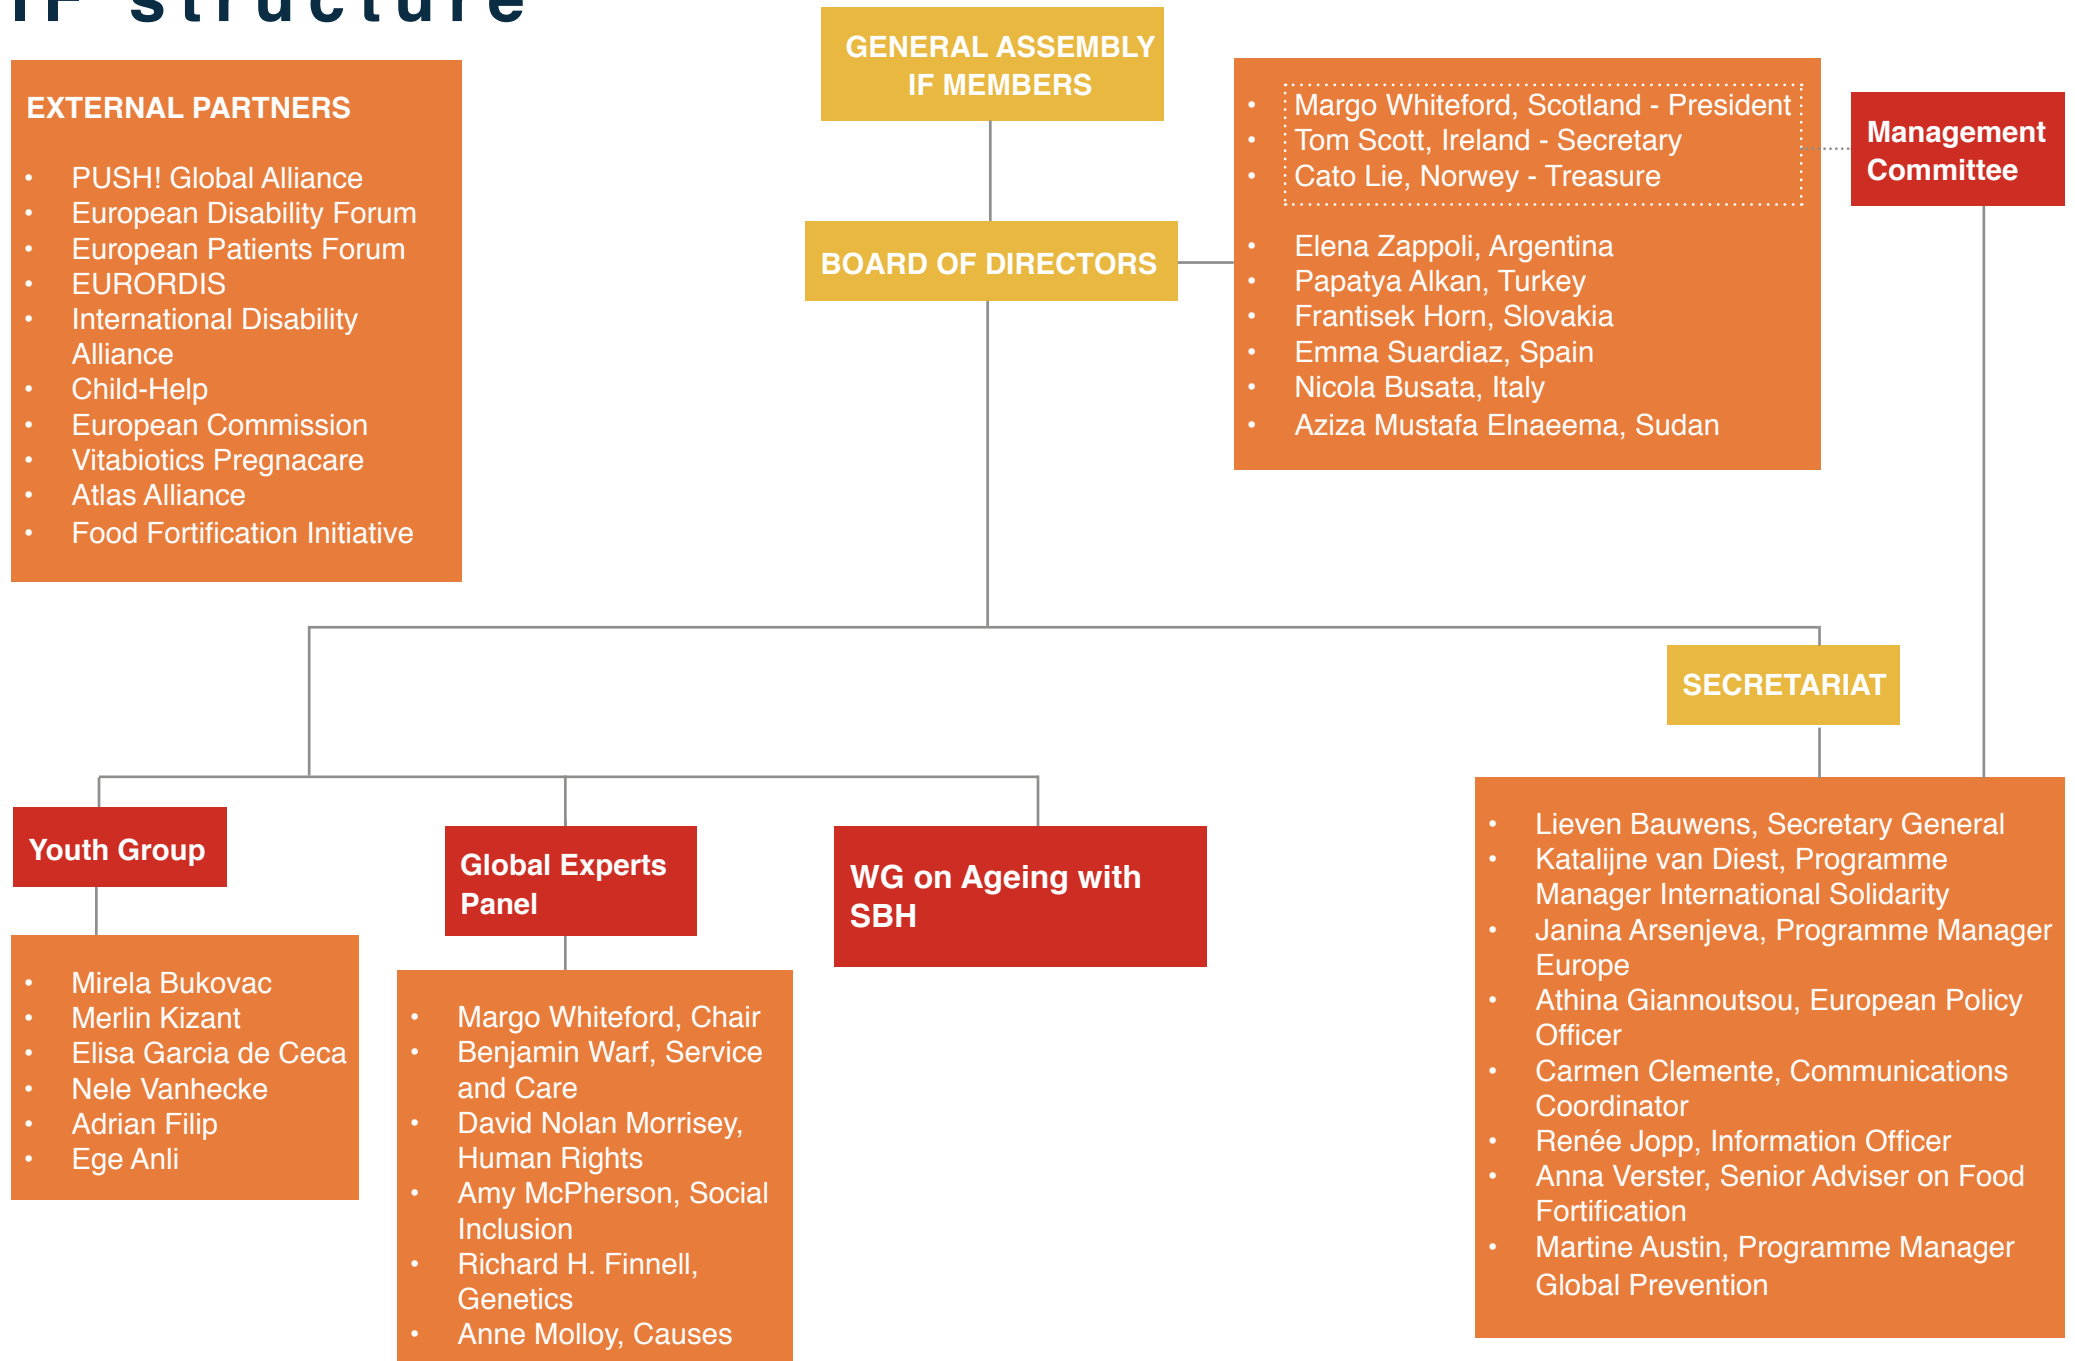 IF structure
EXTERNAL PARTNERS
• PUSH! Global Alliance
• European Disability Forum
• European Patients Forum
• EURORDIS
• International Disability
Alliance
• Child-Help
• European Commission
• Vitabiotics Pregnacare
• Atlas Alliance
• Food Fortification Initiative
GENERAL ASSEMBLY
IF MEMBERS
BOARD OF DIRECTORS
• Margo Whiteford, Scotland - President
• Tom Scott, Ireland - Secretary
• Cato Lie, Norwey - Treasure
• Elena Zappoli, Argentina
• Papatya Alkan, Turkey
• Frantisek Horn, Slovakia
• Emma Suardiaz, Spain
• Nicola Busata, Italy
• Aziza Mustafa Elnaeema, Sudan
Management
Committee
SECRETARIAT
Youth Group
• Mirela Bukovac
• Merlin Kizant
• Elisa Garcia de Ceca
• Nele Vanhecke
• Adrian Filip
• Ege Anli
Global Experts
Panel
• Margo Whiteford, Chair
• Benjamin Warf, Service
and Care
• David Nolan Morrisey,
Human Rights
• Amy McPherson, Social
Inclusion
• Richard H. Finnell,
Genetics
• Anne Molloy, Causes
WG on Ageing with
SBH
• Lieven Bauwens, Secretary General
• Katalijne van Diest, Programme
Manager International Solidarity
• Janina Arsenjeva, Programme Manager
Europe
• Athina Giannoutsou, European Policy
Officer
• Carmen Clemente, Communications
Coordinator
• Renée Jopp, Information Officer
• Anna Verster, Senior Adviser on Food
Fortification
• Martine Austin, Programme Manager
Global Prevention